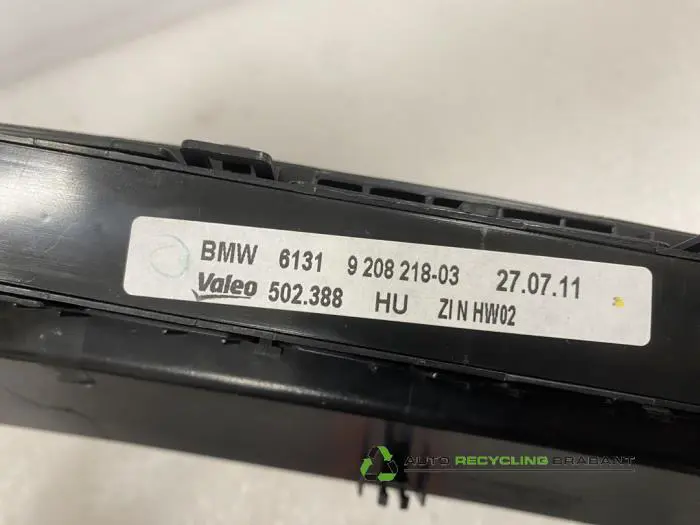 BMW 6131 9 208 218-03 27.07.11
Valeo 502.388 HU ZI N HW02
AUTO RECYCLING BRABANT